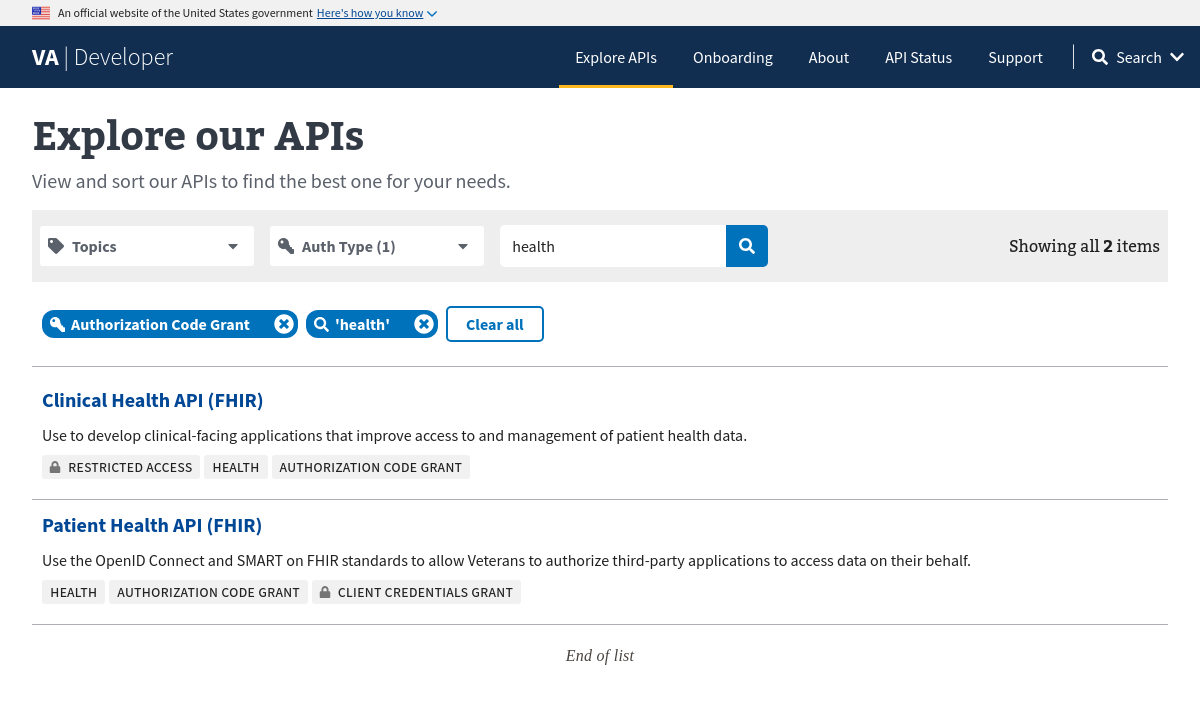 An official website of the United States government Here's how you know
VA | Developer
Explore APIs
Onboarding
About
API Status
Support
Search
Explore our APIs
View and sort our APIs to find the best one for your needs.
Topics
Auth Type (1)
health
Showing all 2 items
Authorization Code Grant
'health'
Clear all
Clinical Health API (FHIR)
Use to develop clinical-facing applications that improve access to and management of patient health data.
RESTRICTED ACCESS
HEALTH
AUTHORIZATION CODE GRANT
Patient Health API (FHIR)
Use the OpenID Connect and SMART on FHIR standards to allow Veterans to authorize third-party applications to access data on their behalf.
HEALTH
AUTHORIZATION CODE GRANT
CLIENT CREDENTIALS GRANT
End of list